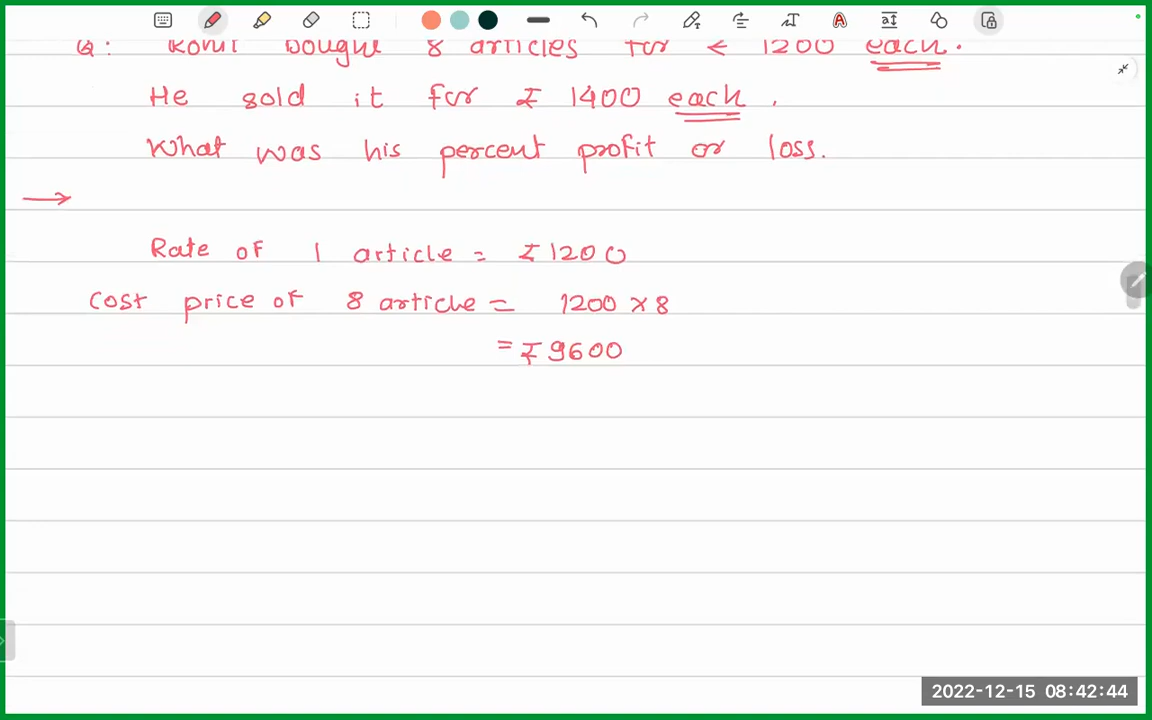 Q: Rohit bought 8 articles for ₹ 1200 each.
He sold it for ₹ 1400 each.
What was his percent profit or loss.
→
Rate of 1 article = ₹1200
Cost price of 8 article = 1200 × 8
= ₹9600
2022-12-15 08:42:44